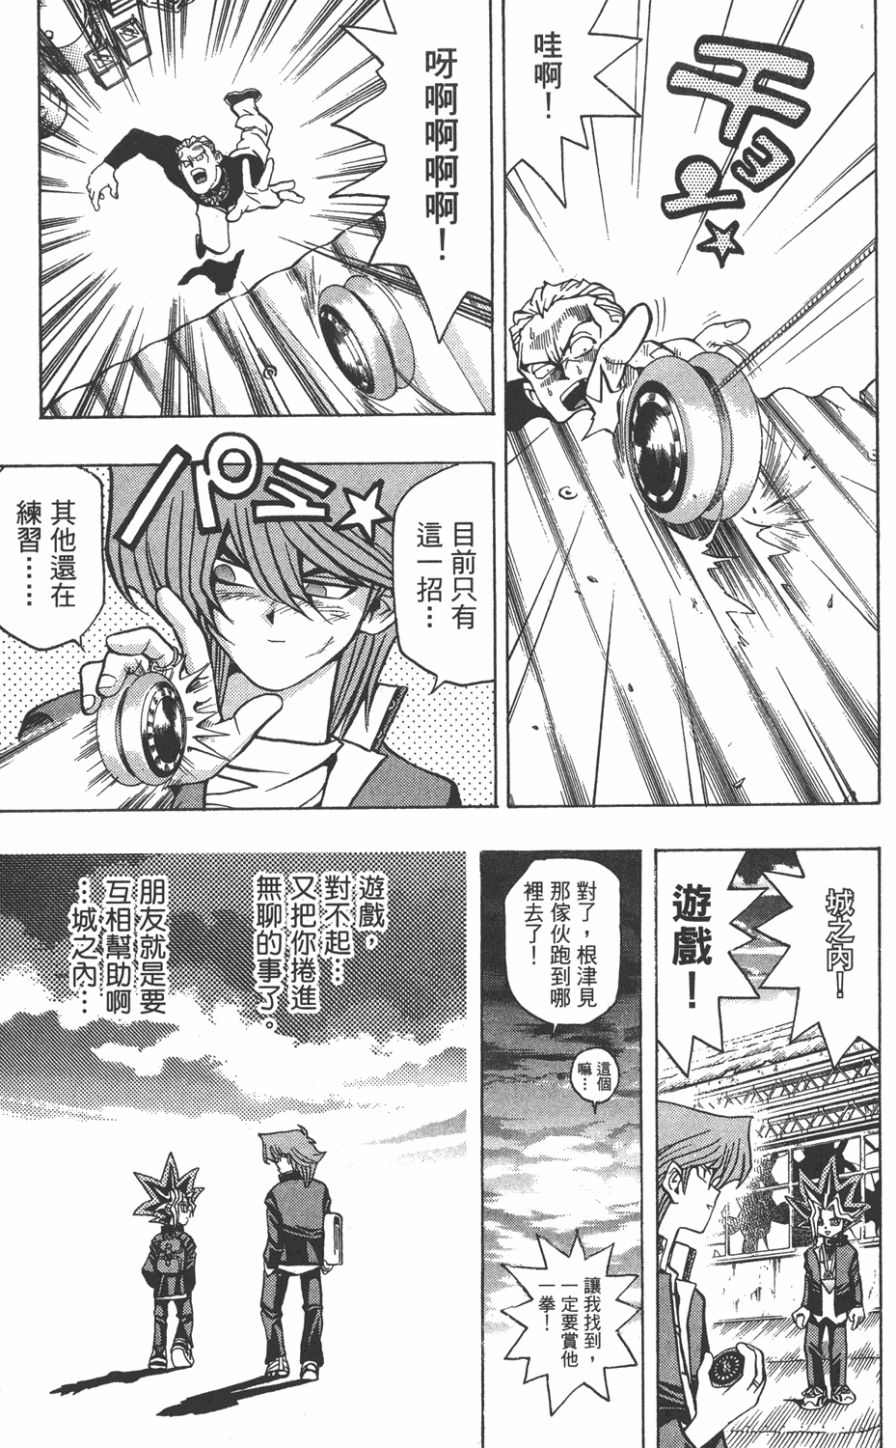 チョコ
哇啊！
呀啊啊啊啊！
パシ
目前只有
這一招…
其他還在
練習……
城之內！
遊戲！
對了，根津見
那傢伙跑到哪
裡去了！
這個
嘛…
讓我找到，
一定要賞他
一拳！
遊戲，
對不起…
又把你捲進
無聊的事了。
朋友就是要
互相幫助啊
…城之內…